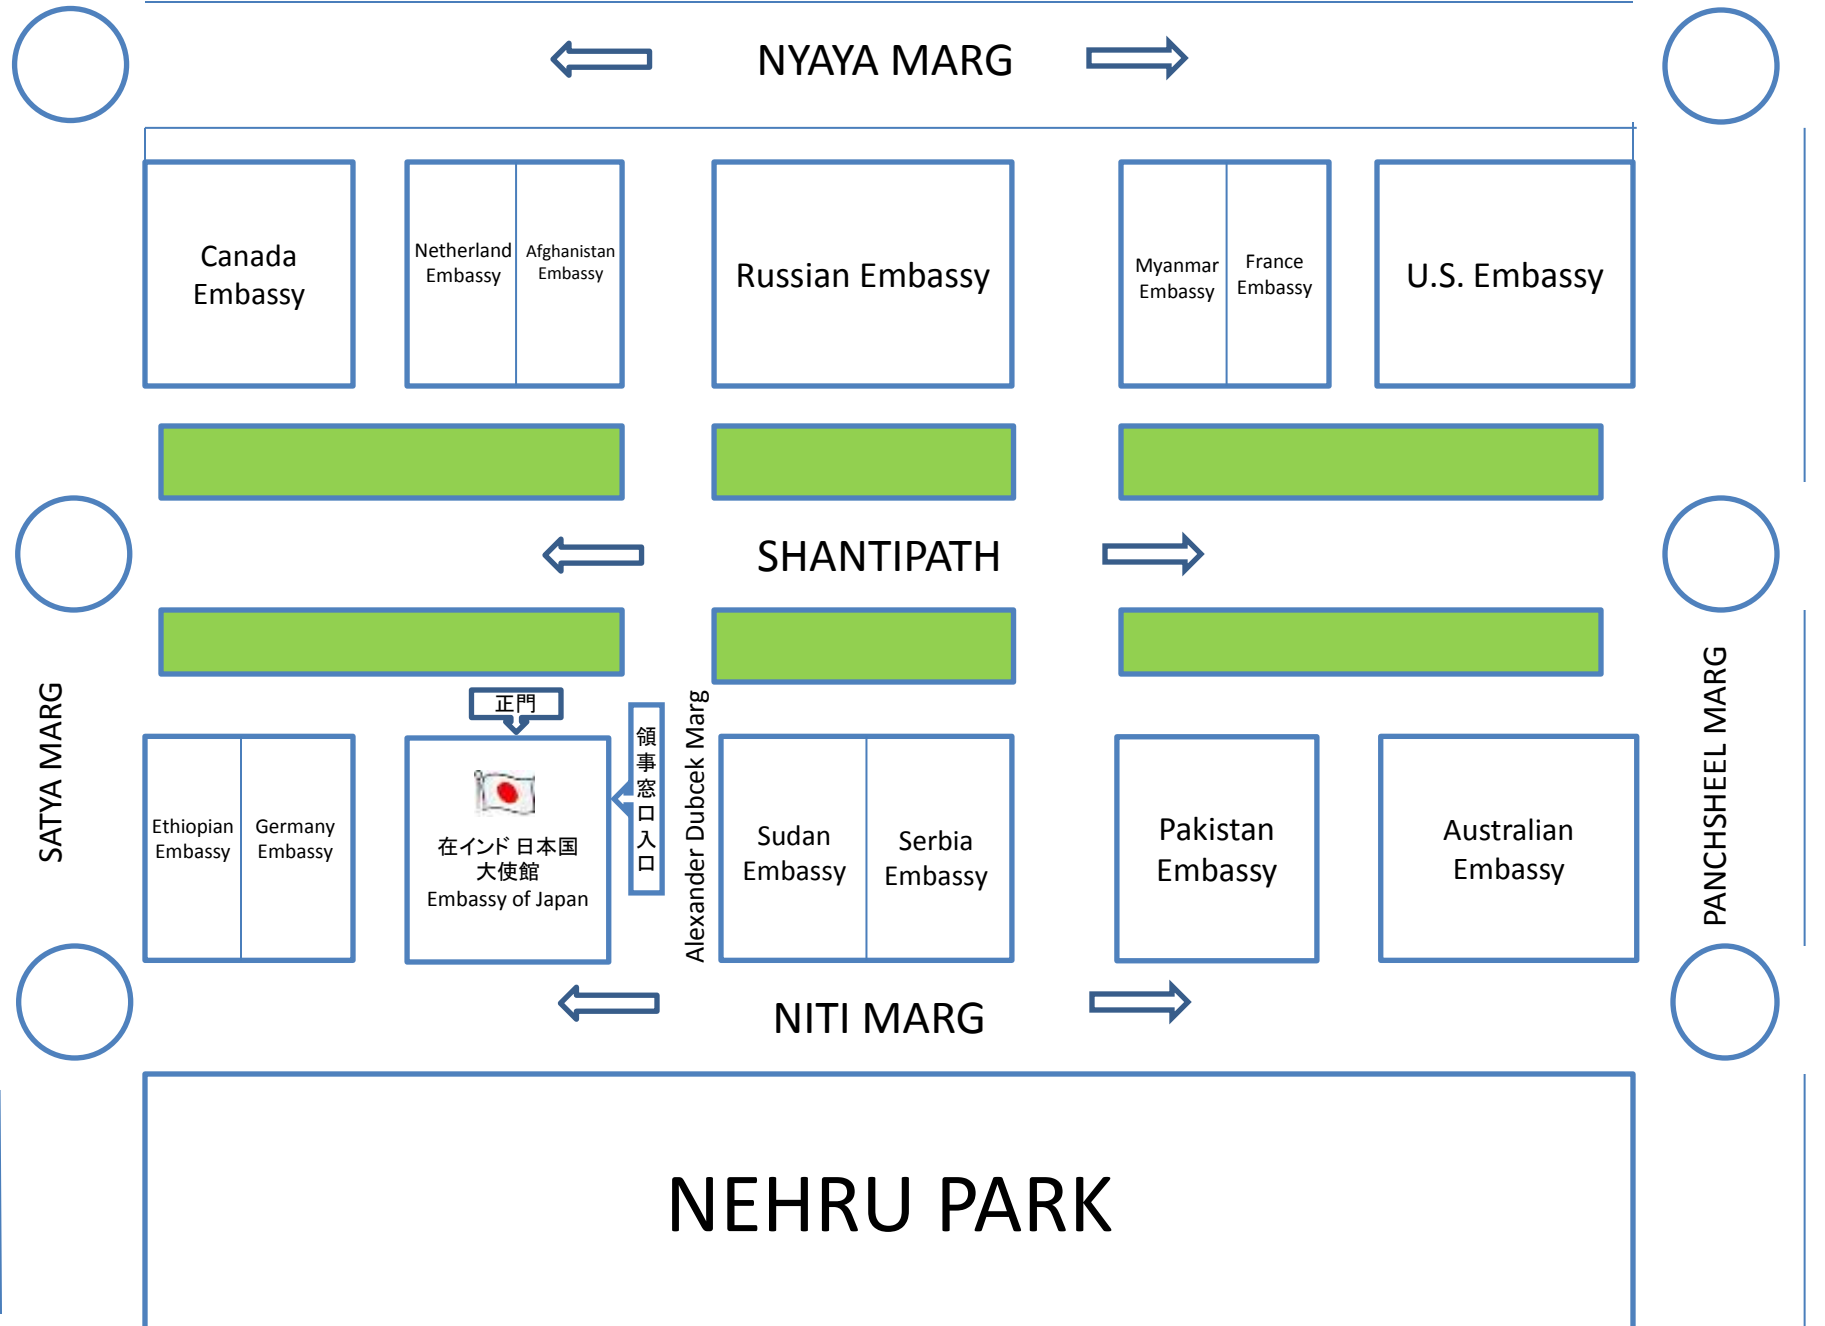 NYAYA MARG
Canada
Embassy
Netherland
Embassy
Afghanistan
Embassy
Russian Embassy
Myanmar
Embassy
France
Embassy
U.S. Embassy
SHANTIPATH
SATYA MARG
正門
領事窓口入口
Alexander Dubcek Marg
PANCHSHEEL MARG
Ethiopian
Embassy
Germany
Embassy
在インド 日本国
大使館
Embassy of Japan
Sudan
Embassy
Serbia
Embassy
Pakistan
Embassy
Australian
Embassy
NITI MARG
NEHRU PARK